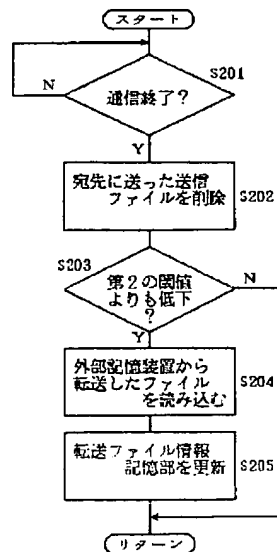 スタート
S201
N
通信終了?
Y
宛先に送った送信
ファイルを削除
S202
S203
第2の閾値
よりも低下
?
N
Y
外部記憶装置から
転送したファイル
を読み込む
S204
転送ファイル情報
記憶部を更新
S205
リターン